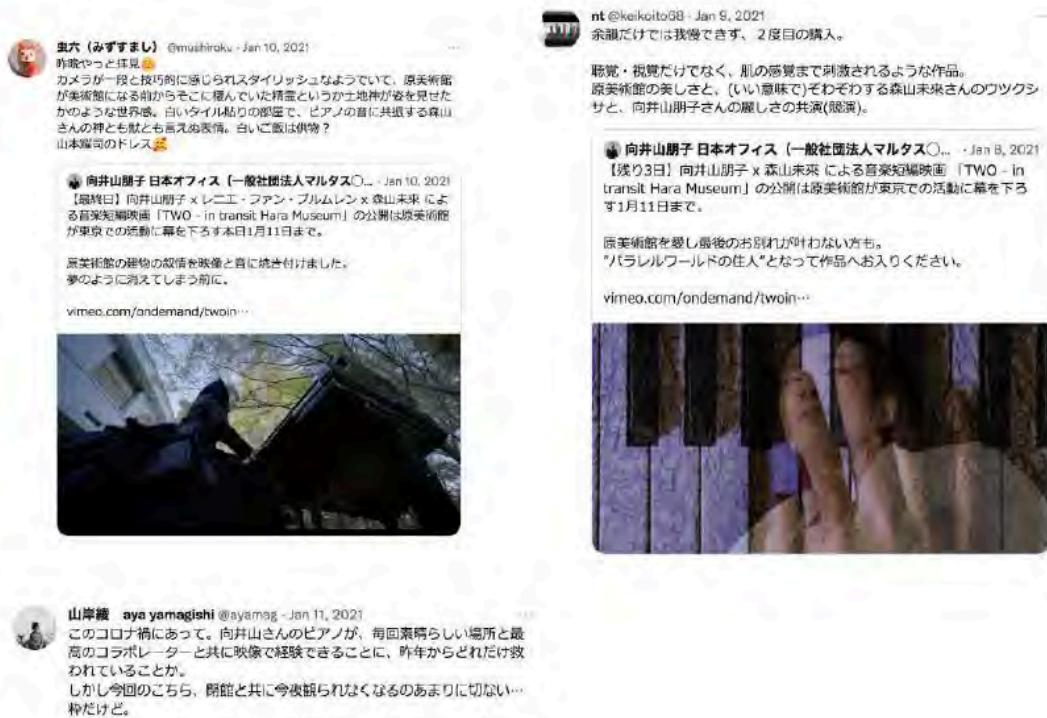 虫六（みずすまし） @mushiroku · Jan 10, 2021
昨晩やっと拝見😊
カメラが一段と技巧的に感じられスタイリッシュなようでいて、原美術館
が美術館になる前からそこに棲んでいた精霊というか土地神が姿を見せた
かのような世界感。白いタイル貼りの部屋で、ピアノの音に共振する森山
さんの神とも獣とも言えぬ表情。白いご飯は供物？
山本耀司のドレス🥰
向井山朋子 日本オフィス（一般社団法人マルタス〇... · Jan 10, 2021
【最終日】向井山朋子 x レニエ・ファン・ブルムレン x 森山未來 によ
る音楽短編映画「TWO - in transit Hara Museum」の公開は原美術館
が東京での活動に幕を下ろす本日1月11日まで。
原美術館の建物の叙情を映像と音に焼き付けました。
夢のように消えてしまう前に。
vimeo.com/ondemand/twoin…
nt @keikoito68 · Jan 9, 2021
余韻だけでは我慢できず、２度目の購入。
聴覚・視覚だけでなく、肌の感覚まで刺激されるような作品。
原美術館の美しさと、(いい意味で)ぞわぞわする森山未來さんのウツクシ
サと、向井山朋子さんの麗しさの共演(競演)。
向井山朋子 日本オフィス（一般社団法人マルタス〇... · Jan 8, 2021
【残り3日】向井山朋子 x 森山未來 による音楽短編映画 「TWO - in
transit Hara Museum」の公開は原美術館が東京での活動に幕を下ろ
す1月11日まで。
原美術館を愛し最後のお別れが叶わない方も。
"パラレルワールドの住人"となって作品へお入りください。
vimeo.com/ondemand/twoin…
山岸綾 aya yamagishi @ayamag · Jan 11, 2021
このコロナ禍にあって。向井山さんのピアノが、毎回素晴らしい場所と最
高のコラボレーターと共に映像で経験できることに、昨年からどれだけ救
われていることか。
しかし今回のこちら、閉館と共に今夜観られなくなるのあまりに切ない…
粋だけど。